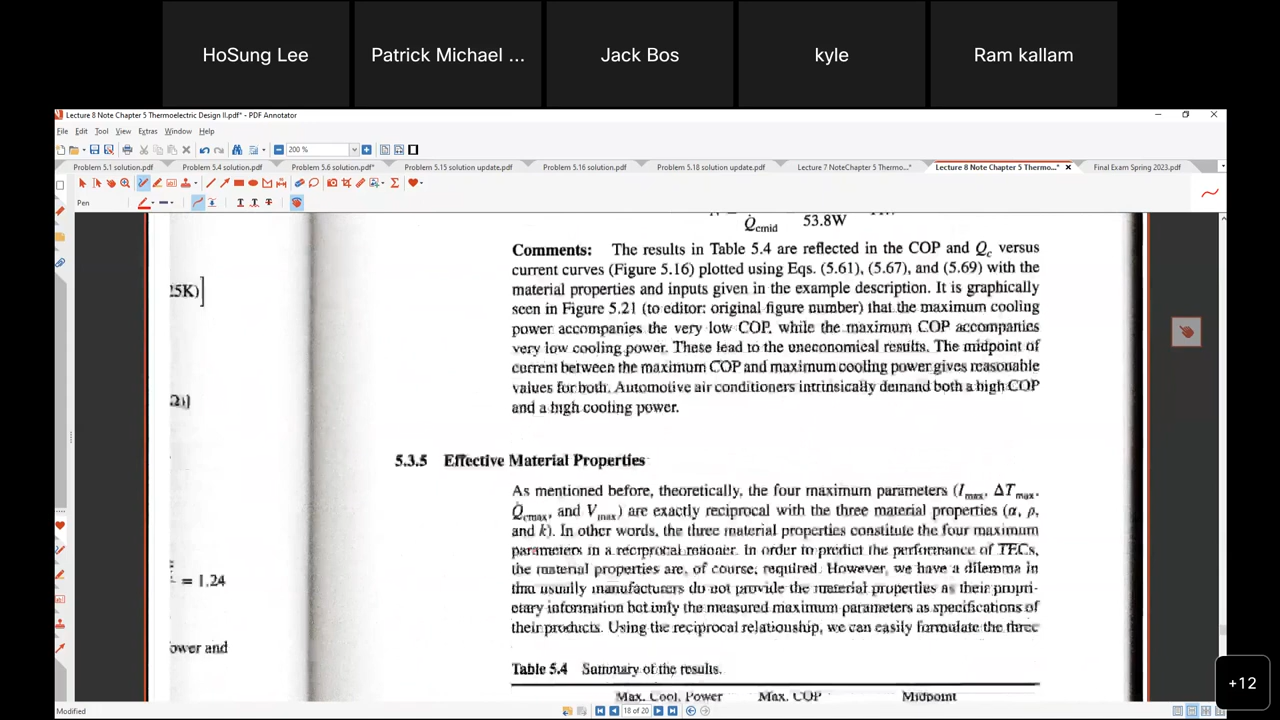 HoSung Lee
Patrick Michael ...
Jack Bos
kyle
Ram kallam
Lecture 8 Note Chapter 5 Thermoelectric Design II.pdf* - PDF Annotator
File Edit Tool View Extras Window Help
200 %
Problem 5.1 solution.pdf
Problem 5.4 solution.pdf
Problem 5.6 solution.pdf*
Problem 5.15 solution update.pdf
Problem 5.16 solution.pdf
Problem 5.18 solution update.pdf
Lecture 7 NoteChapter 5 Thermo...*
Lecture 8 Note Chapter 5 Thermo...*
Final Exam Spring 2023.pdf
Pen
Q̇cmid 53.8W
Comments: The results in Table 5.4 are reflected in the COP and Qc versus
current curves (Figure 5.16) plotted using Eqs. (5.61), (5.67), and (5.69) with the
material properties and inputs given in the example description. It is graphically
seen in Figure 5.21 (to editor: original figure number) that the maximum cooling
power accompanies the very low COP, while the maximum COP accompanies
very low cooling power. These lead to the uneconomical results. The midpoint of
current between the maximum COP and maximum cooling power gives reasonable
values for both. Automotive air conditioners intrinsically demand both a high COP
and a high cooling power.
25K)]
Ω)]
= 1.24
ower and
5.3.5 Effective Material Properties
As mentioned before, theoretically, the four maximum parameters (Imax, ΔTmax,
Q̇cmax, and Vmax) are exactly reciprocal with the three material properties (α, ρ,
and k). In other words, the three material properties constitute the four maximum
parameters in a reciprocal manner. In order to predict the performance of TECs,
the material properties are, of course, required. However, we have a dilemma in
that usually manufacturers do not provide the material properties as their propri-
etary information but only the measured maximum parameters as specifications of
their products. Using the reciprocal relationship, we can easily formulate the three
Table 5.4 Summary of the results.
Max. Cool. Power Max. COP Midpoint
Modified
18 of 20
+12